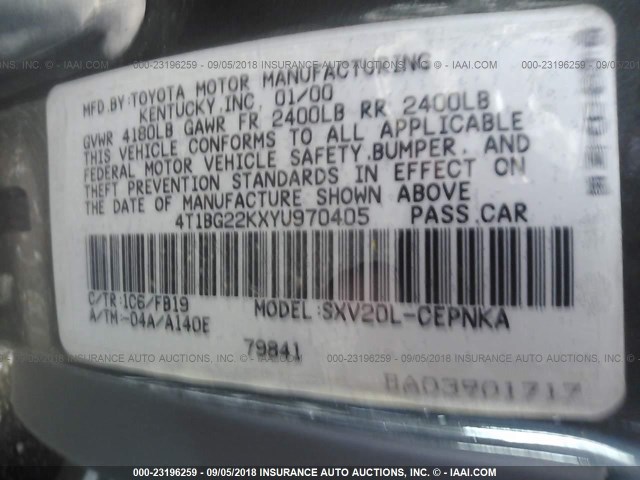 000-23196259 - 09/05/2018 - INSURANCE AUTO AUCTIONS, INC. © - IAAI.COM
MFD.BY:TOYOTA MOTOR MANUFACTURING
KENTUCKY,INC. 01/00
GVWR 4180LB GAWR FR 2400LB RR 2400LB
THIS VEHICLE CONFORMS TO ALL APPLICABLE
FEDERAL MOTOR VEHICLE SAFETY,BUMPER, AND
THEFT PREVENTION STANDARDS IN EFFECT ON
THE DATE OF MANUFACTURE SHOWN ABOVE
4T1BG22KXYU970405 PASS.CAR
C/TR:1C6/FB19
A/TM:-04A/A140E
MODEL:SXV20L-CEPNKA
79841
BA03901717
000-23196259 - 09/05/2018 - INSURANCE AUTO AUCTIONS, INC. © - IAAI.COM